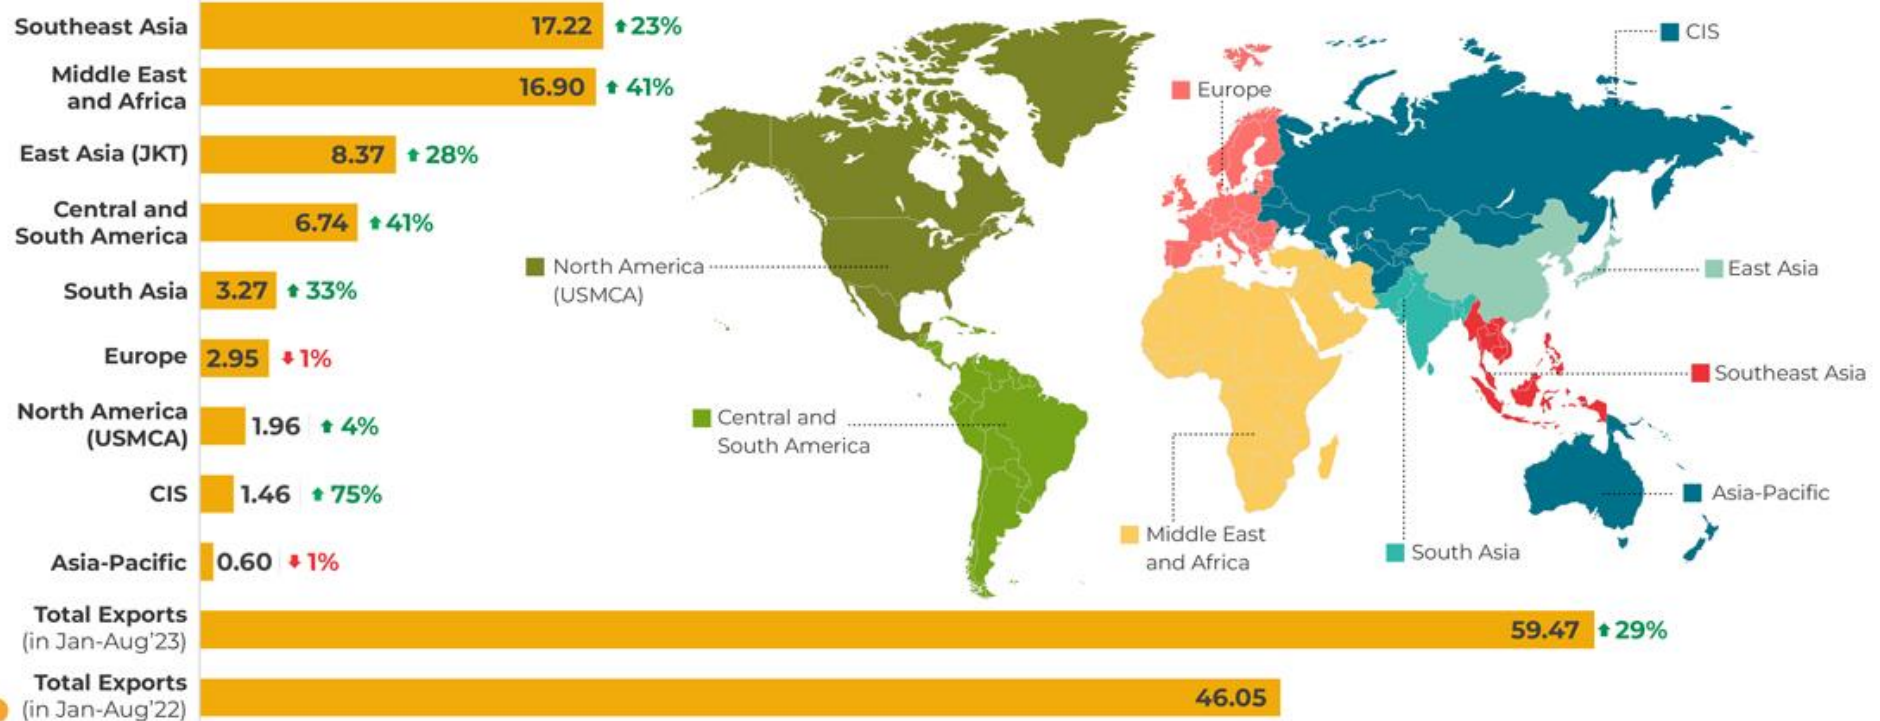 Southeast Asia
17.22
23%
Middle East
and Africa
16.90
41%
East Asia (JKT)
8.37
28%
Central and
South America
6.74
41%
South Asia
3.27
33%
Europe
2.95
1%
North America
(USMCA)
1.96
4%
CIS
1.46
75%
Asia-Pacific
0.60
1%
Total Exports
(in Jan-Aug'23)
59.47
29%
Total Exports
(in Jan-Aug'22)
46.05
CIS
Europe
North America
(USMCA)
East Asia
Southeast Asia
Central and
South America
Asia-Pacific
Middle East
and Africa
South Asia